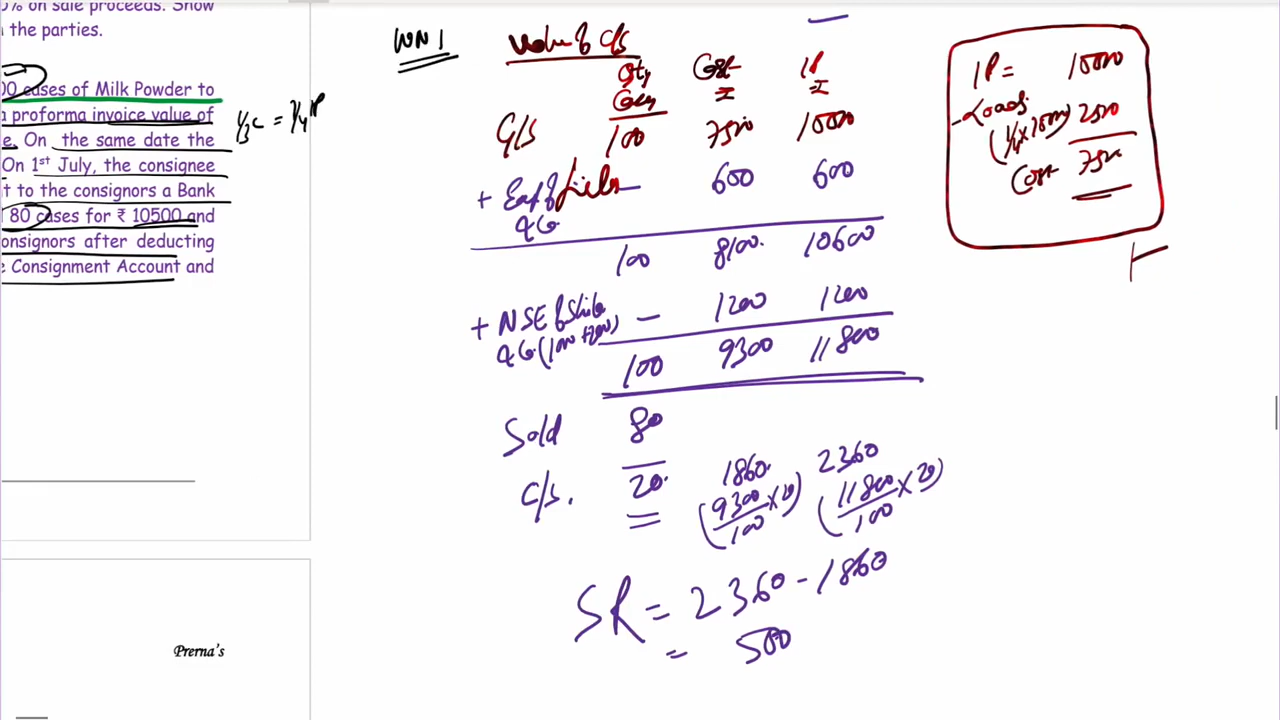 0% on sale proceeds. Show
the parties.
00 cases of Milk Powder to
a proforma invoice value of
e. On the same date the
On 1st July, the consignee
t to the consignors a Bank
80 cases for ₹ 10500 and
onsignors after deducting
e Consignment Account and
Prerna's
1/3 C = 1/4 IP
WN 1
Value of C/S
Qty Cost IP
Cases ₹ ₹
G/S 100 7500 10000
+ Exp of
600 600
100 8100 10600
+ NSE of
- 1200 1200
100 9300 11800
Sold 80
C/S. 20. 1860. 2360
(9300/100 × 20) (11800/100 × 20)
SR = 2360 - 1860
= 500
IP = 10000
- Load.
(1/4 × 10000) 2500
Cost 7500